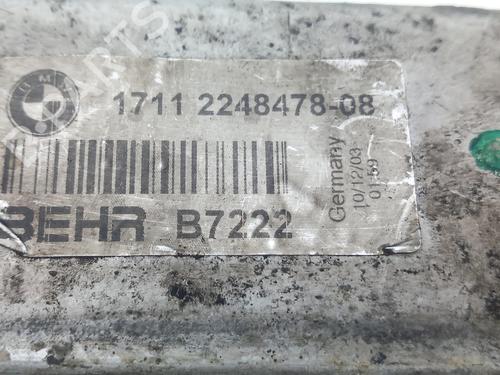 BMW
1711 2248478-08
BEHR B7222
Germany
10/12/03
01:59